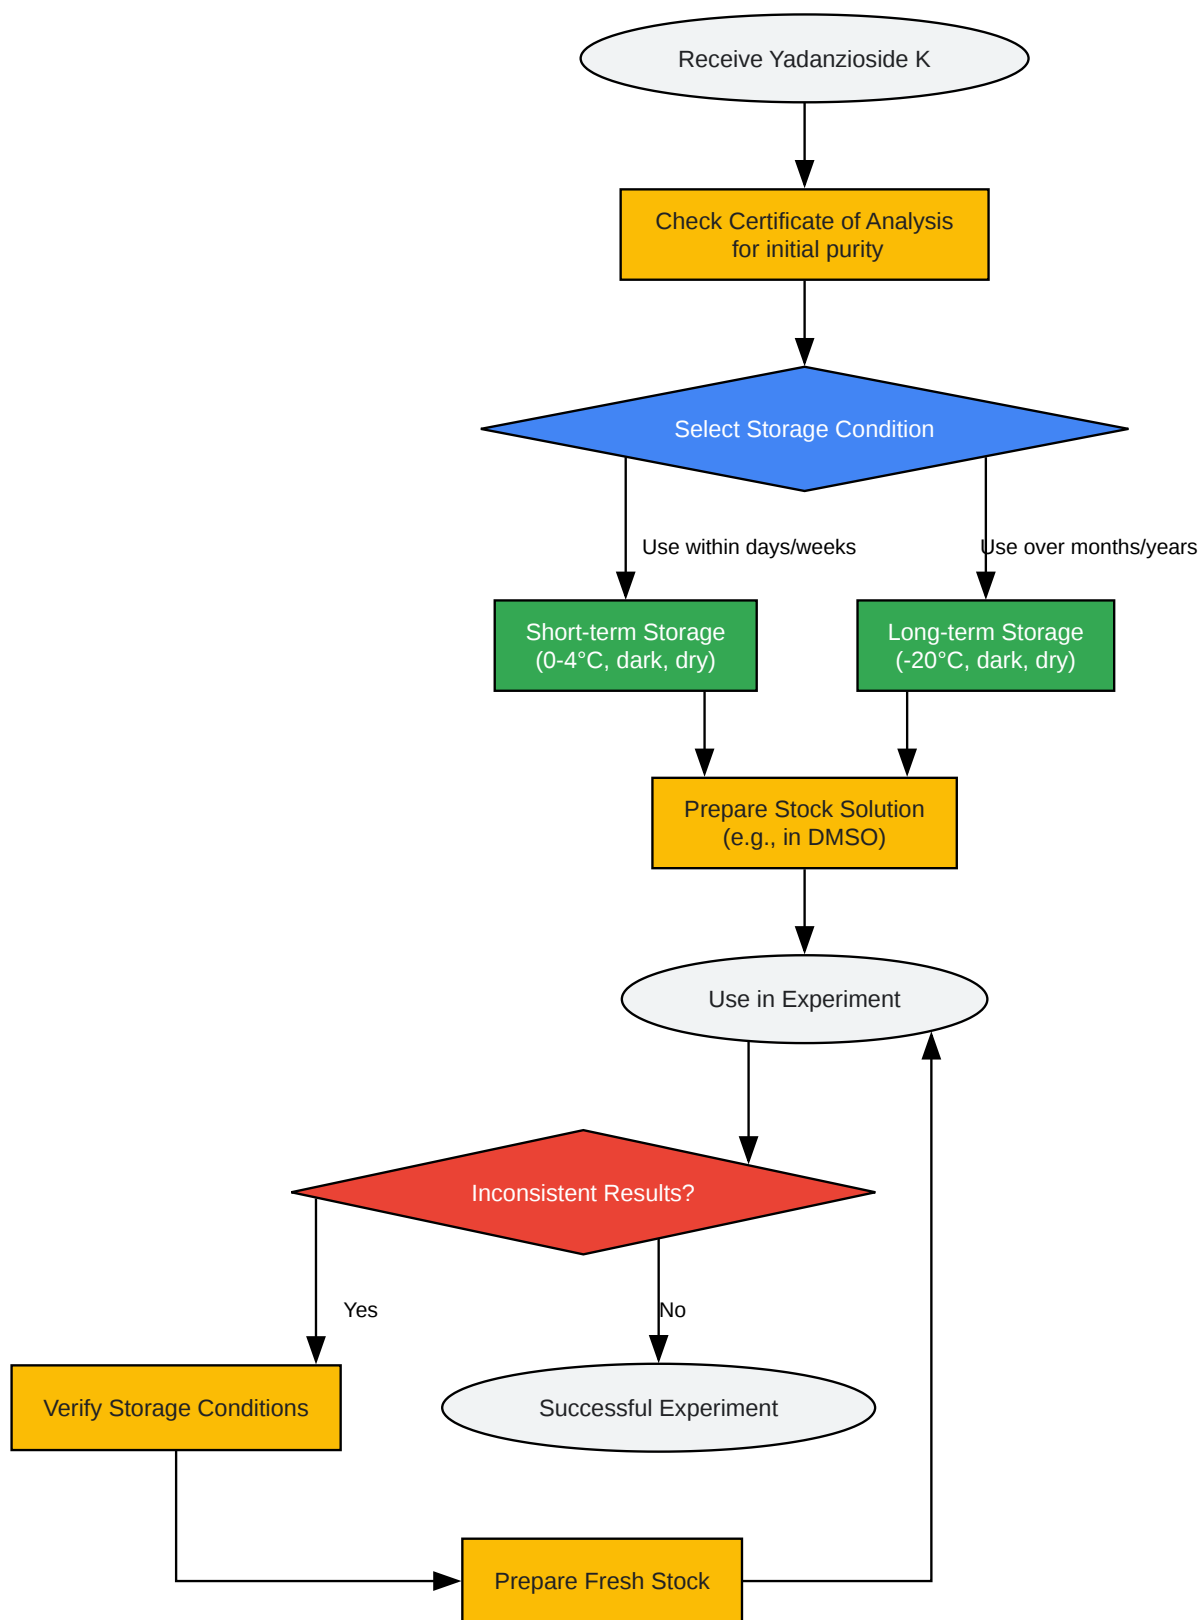 Receive Yadanzioside K
Check Certificate of Analysis
for initial purity
Select Storage Condition
Use within days/weeks
Use over months/years
Short-term Storage
(0-4°C, dark, dry)
Long-term Storage
(-20°C, dark, dry)
Prepare Stock Solution
(e.g., in DMSO)
Use in Experiment
Inconsistent Results?
Yes
No
Verify Storage Conditions
Successful Experiment
Prepare Fresh Stock